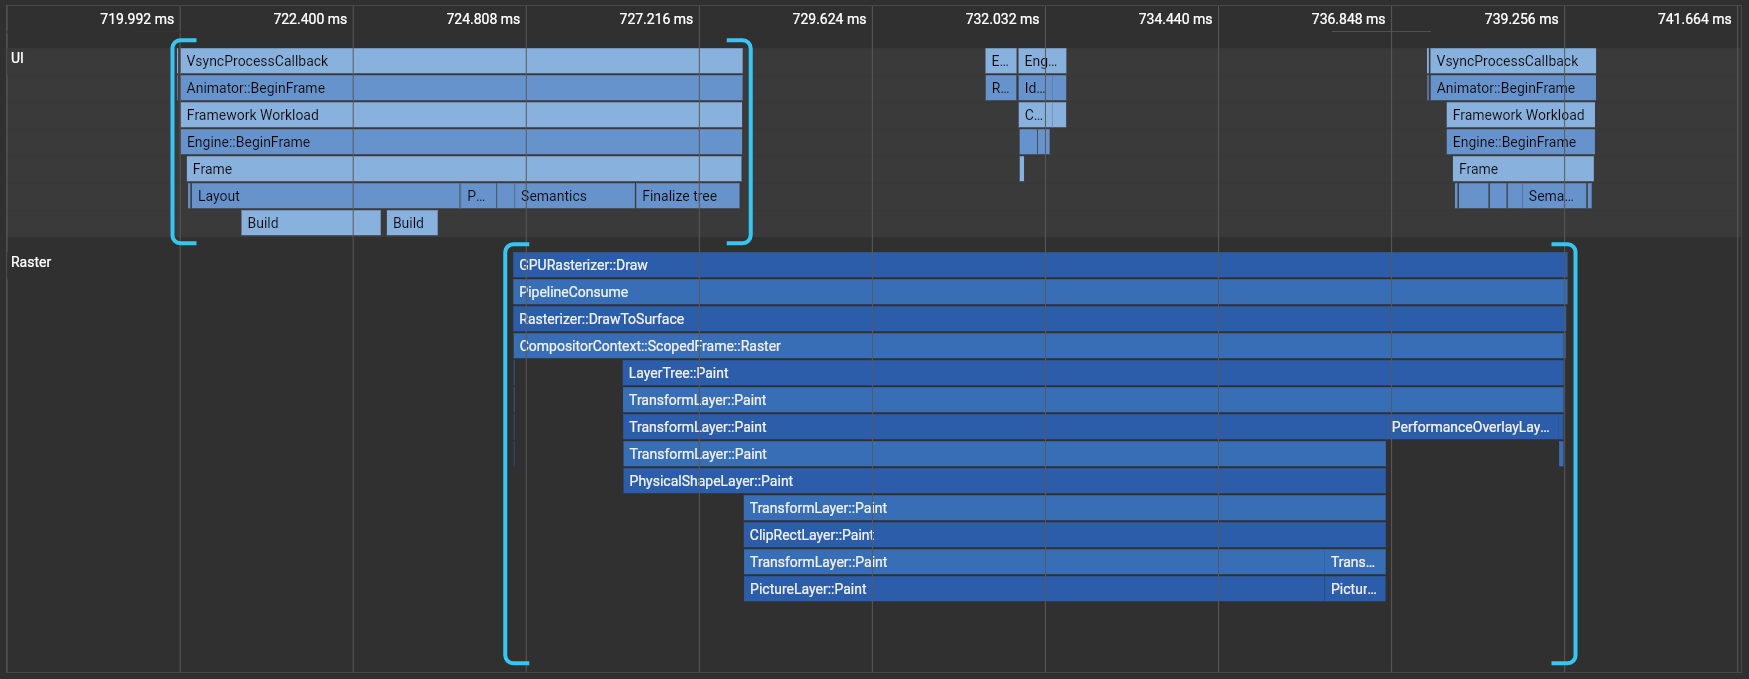 719.992 ms 722.400 ms 724.808 ms 727.216 ms 729.624 ms 732.032 ms 734.440 ms 736.848 ms 739.256 ms 741.664 ms
UI
VsyncProcessCallback E... Eng... VsyncProcessCallback
Animator::BeginFrame R... Id... Animator::BeginFrame
Framework Workload C... Framework Workload
Engine::BeginFrame Engine::BeginFrame
Frame Frame
Layout P... Semantics Finalize tree Sema...
Build Build
Raster
GPURasterizer::Draw
PipelineConsume
Rasterizer::DrawToSurface
CompositorContext::ScopedFrame::Raster
LayerTree::Paint
TransformLayer::Paint
TransformLayer::Paint PerformanceOverlayLay...
TransformLayer::Paint
PhysicalShapeLayer::Paint
TransformLayer::Paint
ClipRectLayer::Paint
TransformLayer::Paint Trans...
PictureLayer::Paint Pictur...